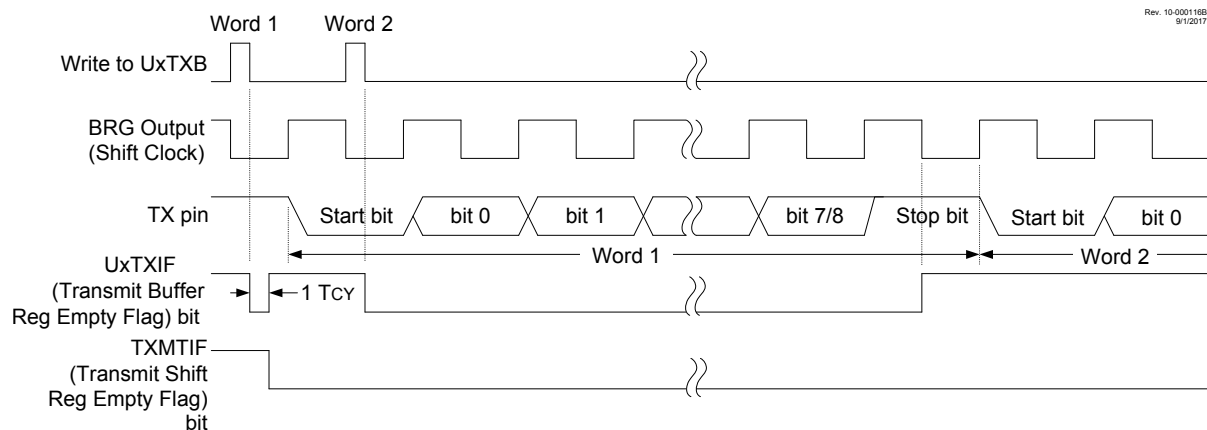 Rev. 10-000116B
9/1/2017
Word 1 Word 2
Write to UxTXB
BRG Output
(Shift Clock)
TX pin
Start bit bit 0 bit 1 bit 7/8 Stop bit Start bit bit 0
Word 1 Word 2
UxTXIF
(Transmit Buffer
Reg Empty Flag) bit
1 TCY
TXMTIF
(Transmit Shift
Reg Empty Flag)
bit